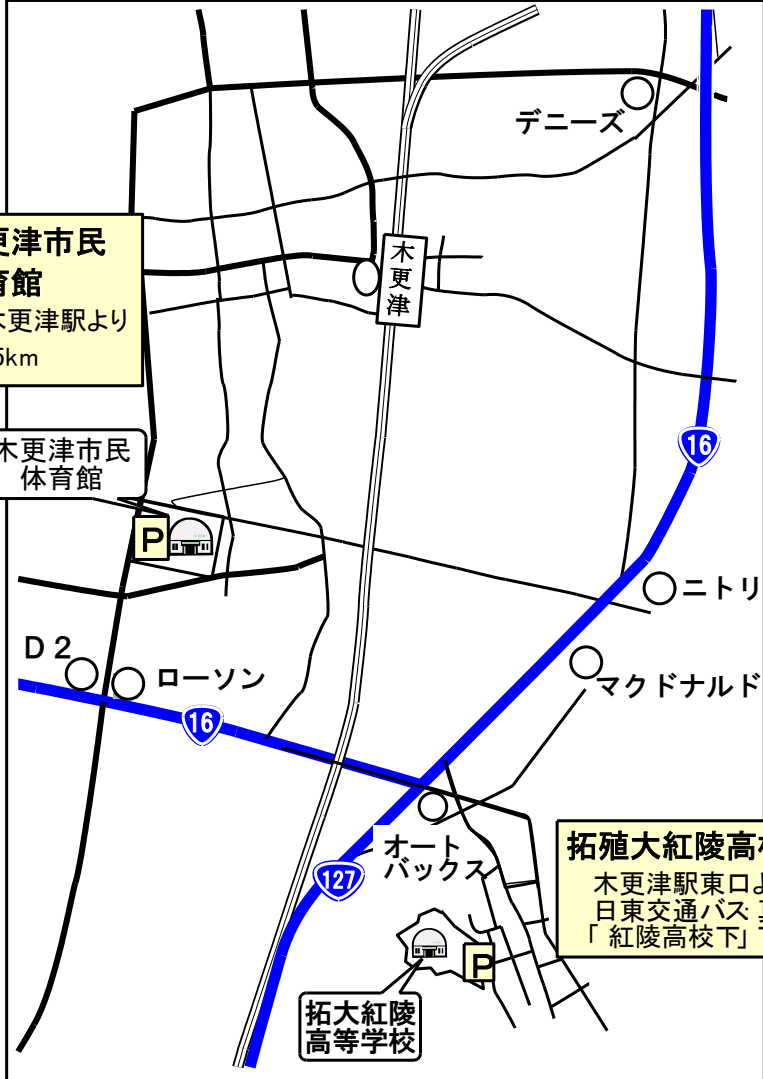 デニーズ
更津市民
育館
木更津駅より
5km
木更津
木更津市民
体育館
16
P
ニトリ
D 2
ローソン
マクドナルド
16
オート
バックス
127
拓殖大紅陵高校
木更津駅東口よ
日東交通バス
「 紅陵高校下」
P
拓大紅陵
高等学校